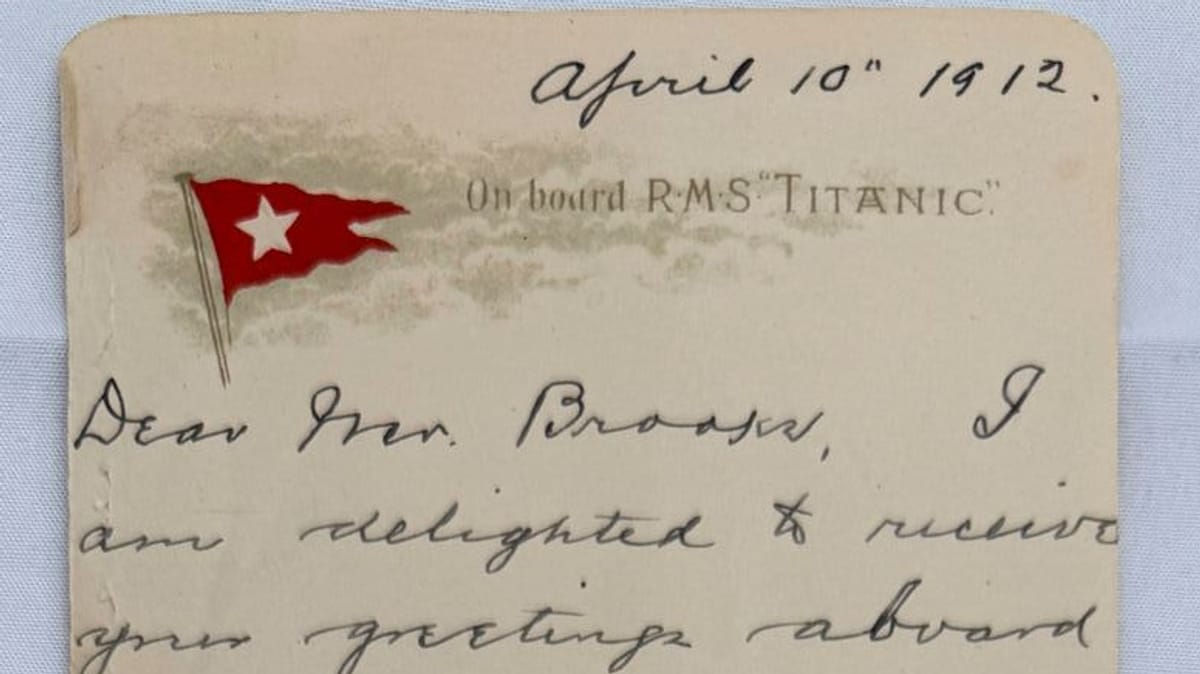 April 10" 1912.
On board R·M·S· "TITANIC".
Dear Mr. Brooks, I
am delighted to receive
your greetings aboard